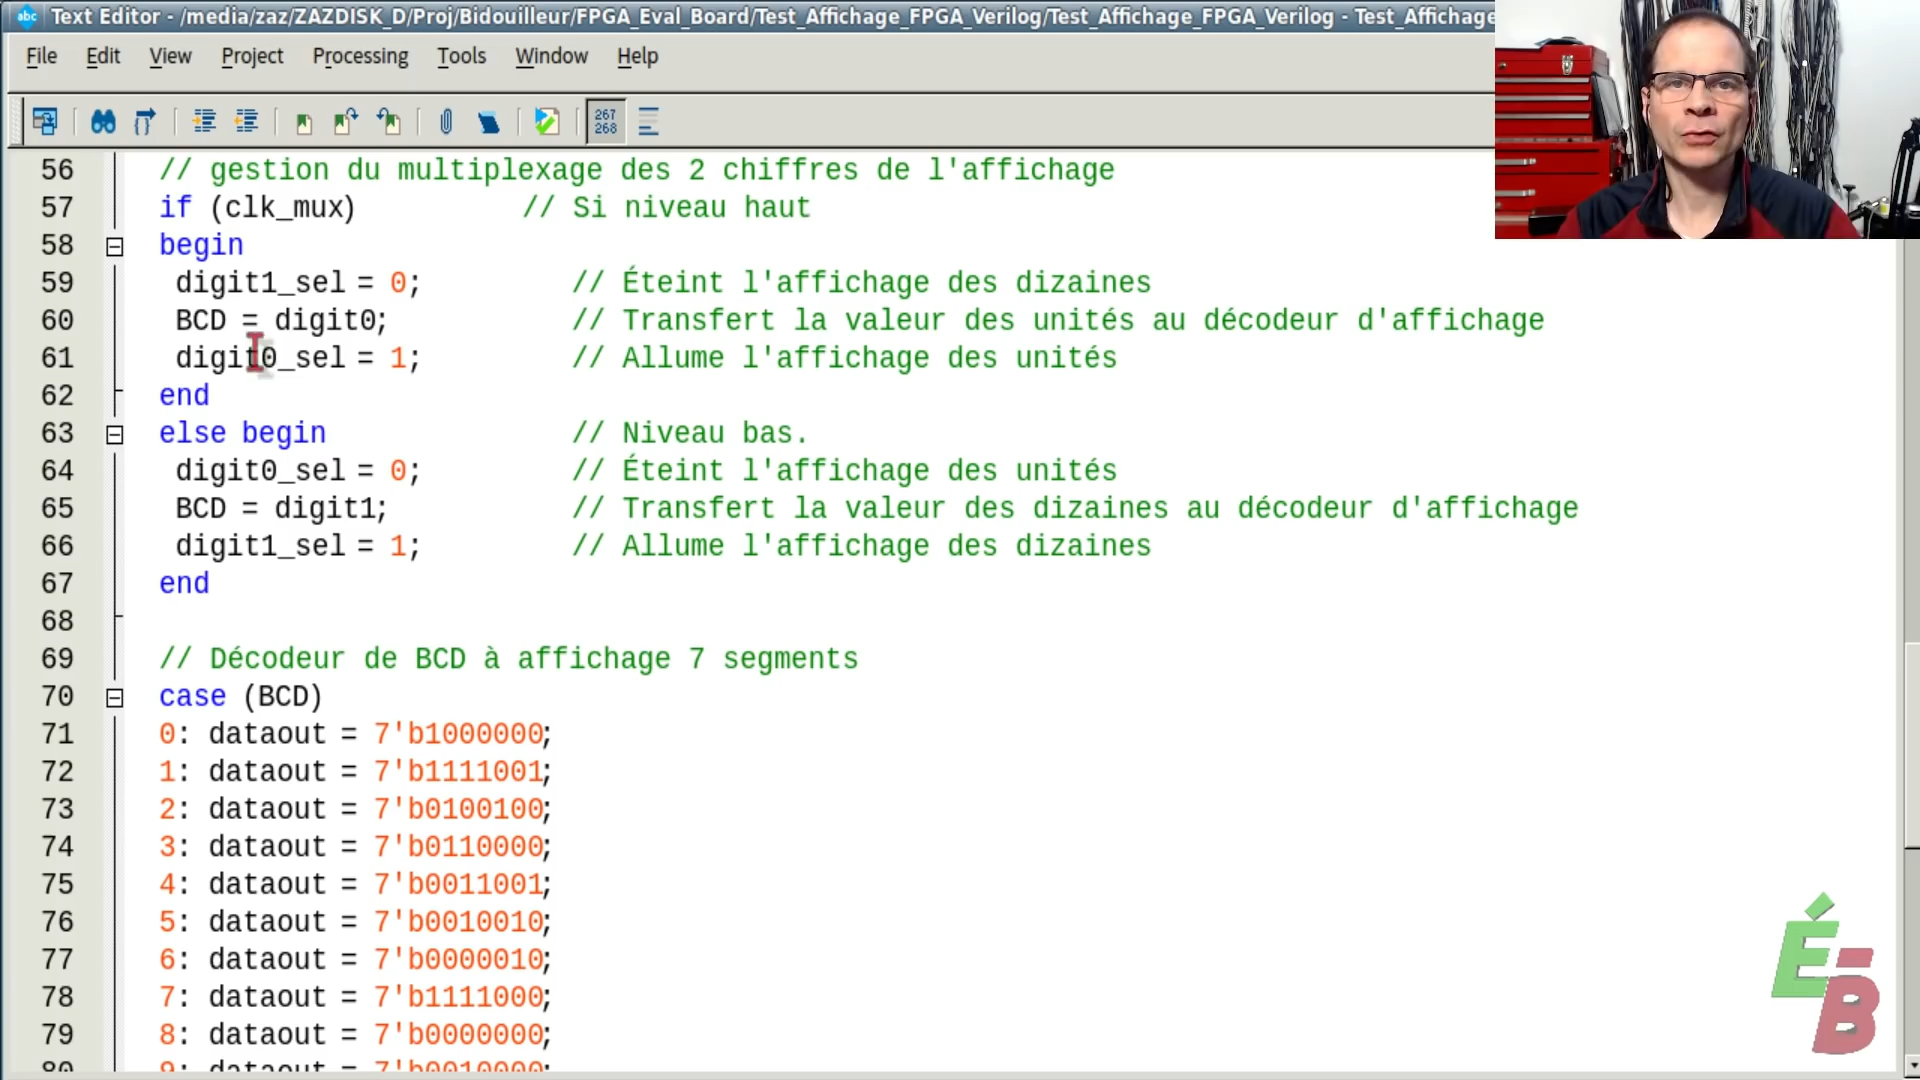 Text Editor - /media/zaz/ZAZDISK_D/Proj/Bidouilleur/FPGA_Eval_Board/Test_Affichage_FPGA_Verilog/Test_Affichage_FPGA_Verilog - Test_Affichage
File Edit View Project Processing Tools Window Help
267
268
56 // gestion du multiplexage des 2 chiffres de l'affichage
57 if (clk_mux) // Si niveau haut
58 begin
59 digit1_sel = 0; // Éteint l'affichage des dizaines
60 BCD = digit0; // Transfert la valeur des unités au décodeur d'affichage
61 digit0_sel = 1; // Allume l'affichage des unités
62 end
63 else begin // Niveau bas.
64 digit0_sel = 0; // Éteint l'affichage des unités
65 BCD = digit1; // Transfert la valeur des dizaines au décodeur d'affichage
66 digit1_sel = 1; // Allume l'affichage des dizaines
67 end
68
69 // Décodeur de BCD à affichage 7 segments
70 case (BCD)
71 0: dataout = 7'b1000000;
72 1: dataout = 7'b1111001;
73 2: dataout = 7'b0100100;
74 3: dataout = 7'b0110000;
75 4: dataout = 7'b0011001;
76 5: dataout = 7'b0010010;
77 6: dataout = 7'b0000010;
78 7: dataout = 7'b1111000;
79 8: dataout = 7'b0000000;
80 9: dataout = 7'b0010000;
É-B